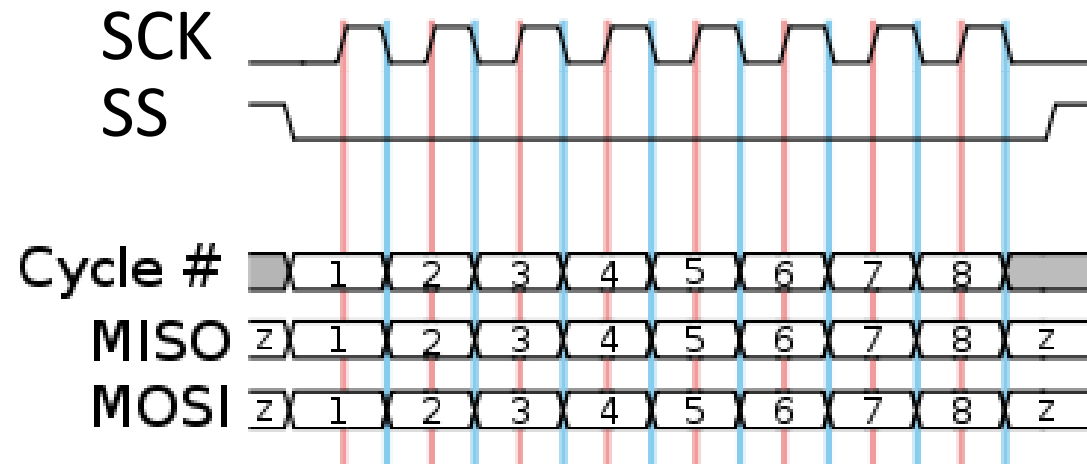 SCK
SS
Cycle # 1 2 3 4 5 6 7 8
MISO z 1 2 3 4 5 6 7 8 z
MOSI z 1 2 3 4 5 6 7 8 z